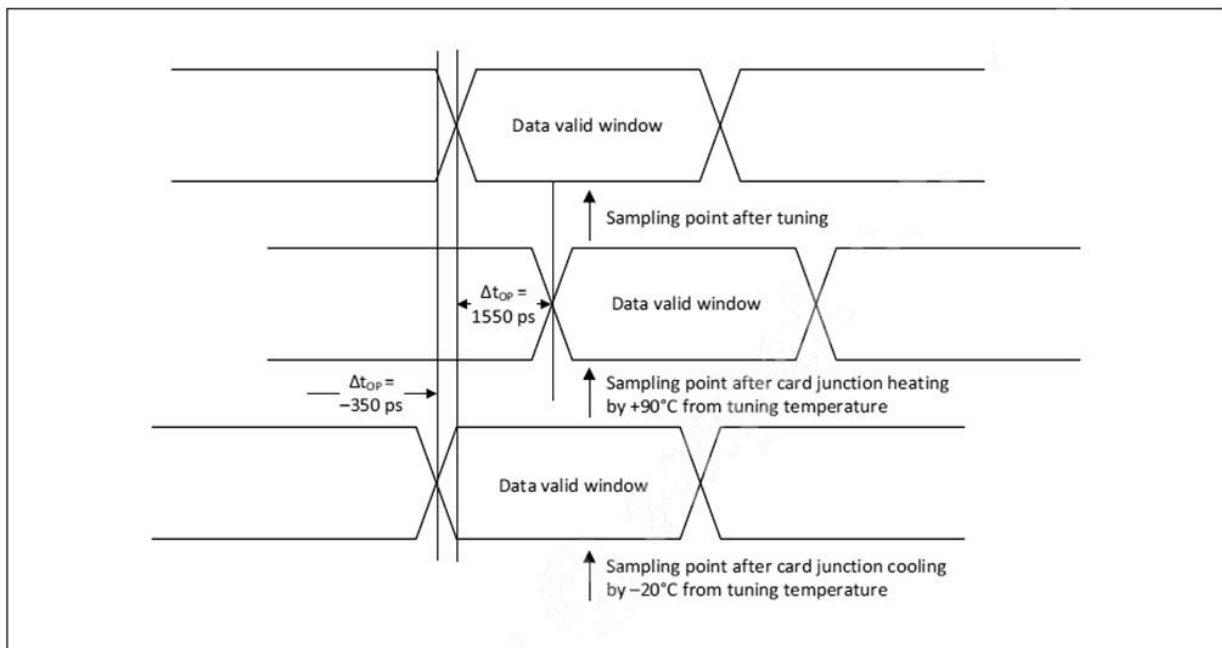 Data valid window
Sampling point after tuning
Δt_OP =
1550 ps
Data valid window
Δt_OP =
−350 ps
Sampling point after card junction heating
by +90°C from tuning temperature
Data valid window
Sampling point after card junction cooling
by −20°C from tuning temperature